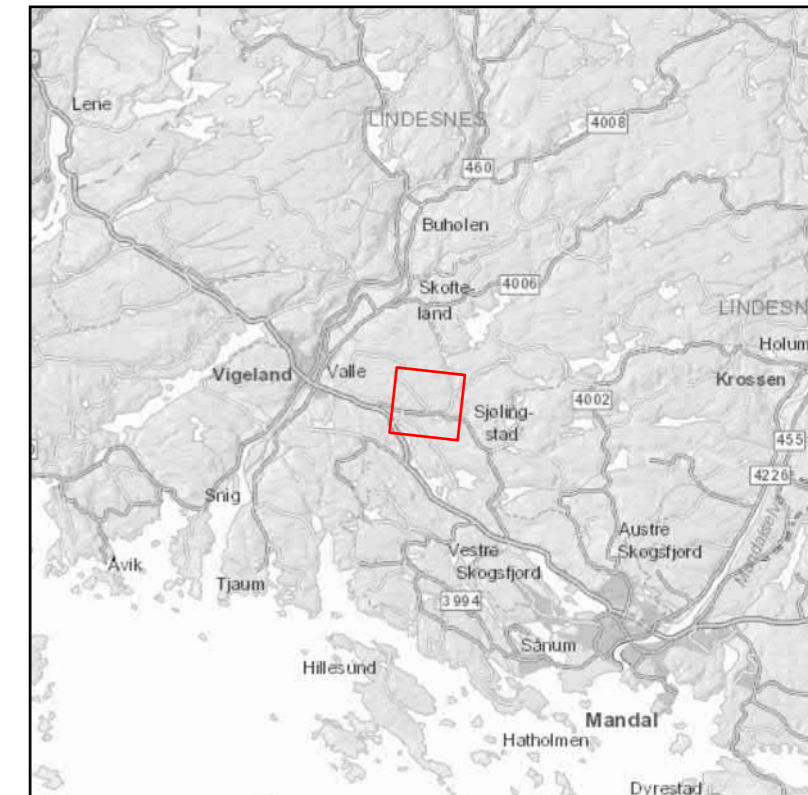 Lene
LINDESNES
4008
460
Buholen
Skofte-
land
4006
LINDESN
Holum
Vigeland
Valle
Krossen
4002
Sjøling-
stad
455
4226
Snig
Mandalselva
Austre
Skogsfjord
Vestre
Skogsfjord
Åvik
Tjaum
3994
Sånum
Hillesund
Mandal
Hatholmen
Dyrestad